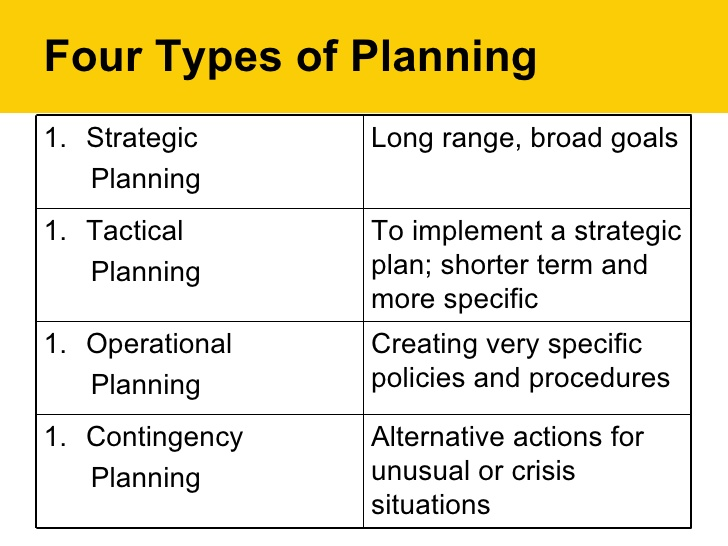 Four Types of Planning
1. Strategic
Planning
Long range, broad goals
1. Tactical
Planning
To implement a strategic
plan; shorter term and
more specific
1. Operational
Planning
Creating very specific
policies and procedures
1. Contingency
Planning
Alternative actions for
unusual or crisis
situations